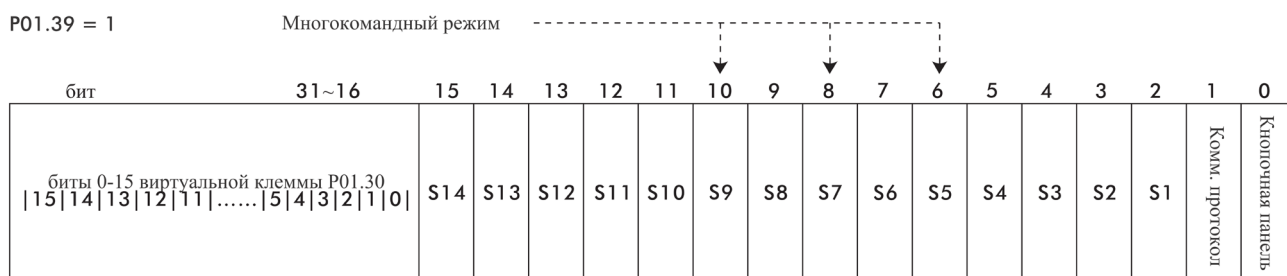 P01.39 = 1 Многокомандный режим
бит 31~16 15 14 13 12 11 10 9 8 7 6 5 4 3 2 1 0
биты 0-15 виртуальной клеммы P01.30
|15|14|13|12|11|......|5|4|3|2|1|0|
S14 S13 S12 S11 S10 S9 S8 S7 S6 S5 S4 S3 S2 S1
Комм. протокол
Кнопочная панель